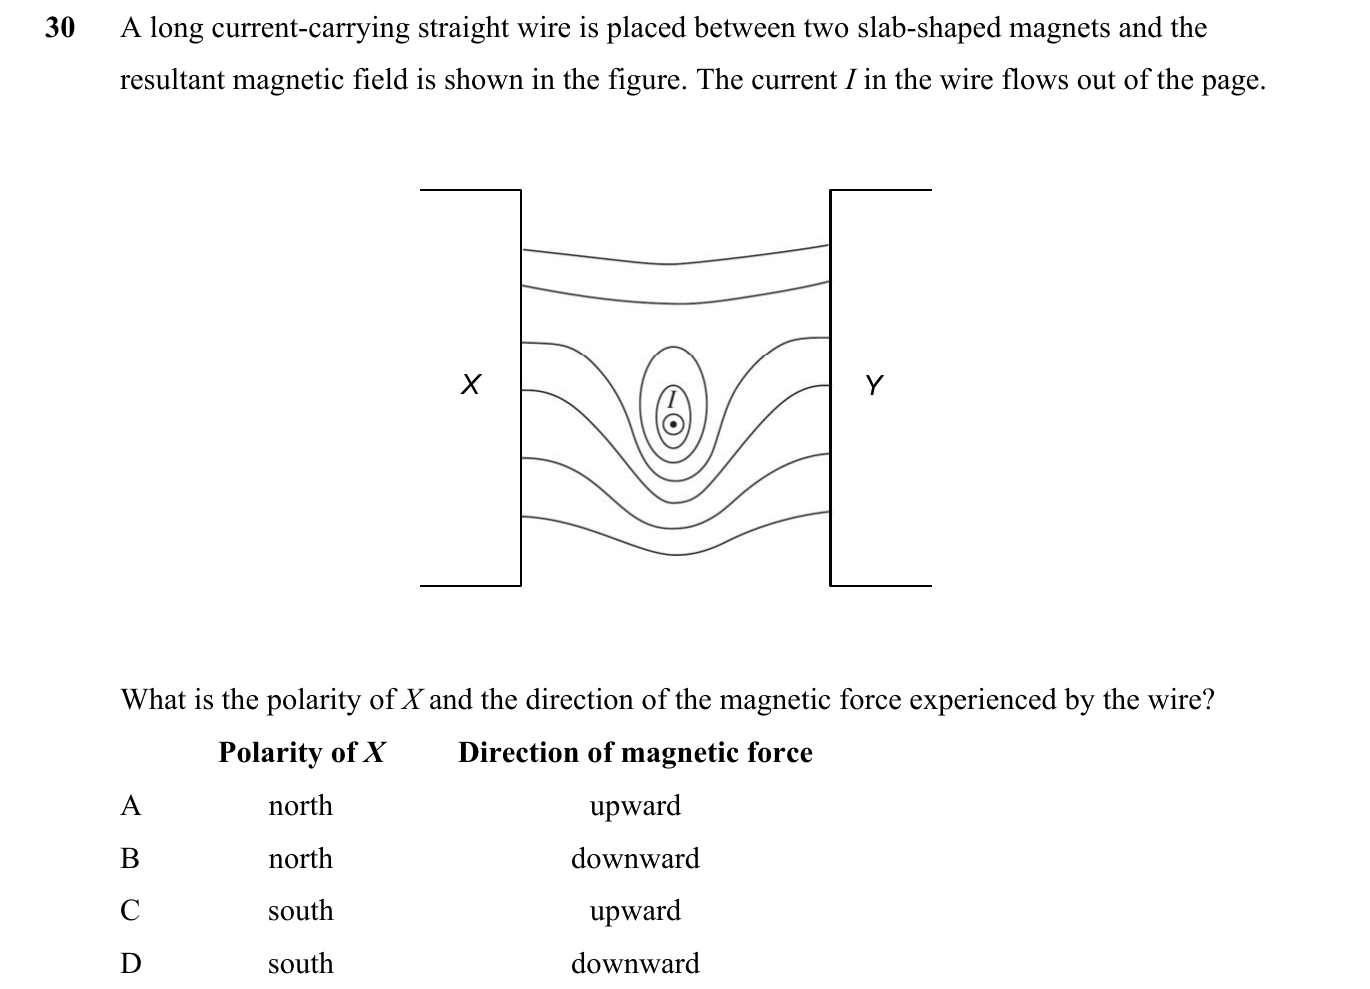 30 A long current-carrying straight wire is placed between two slab-shaped magnets and the
resultant magnetic field is shown in the figure. The current I in the wire flows out of the page.
X
I
Y
What is the polarity of X and the direction of the magnetic force experienced by the wire?
Polarity of X Direction of magnetic force
A north upward
B north downward
C south upward
D south downward